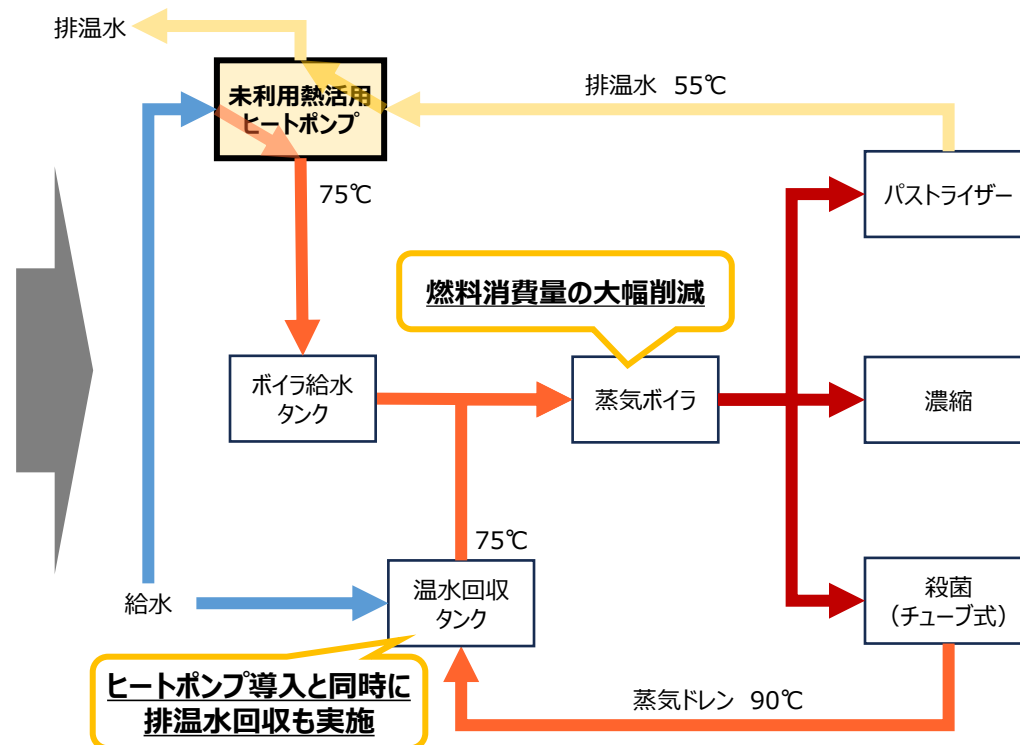 排温水
未利用熱活用
ヒートポンプ
排温水 55℃
75℃
パストライザー
燃料消費量の大幅削減
ボイラ給水
タンク
蒸気ボイラ
濃縮
75℃
給水
温水回収
タンク
殺菌
(チューブ式)
ヒートポンプ導入と同時に
排温水回収も実施
蒸気ドレン 90℃